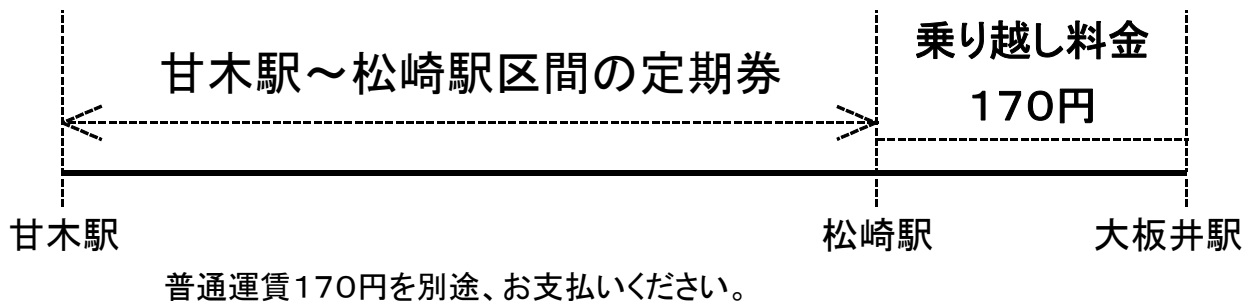 甘木駅～松崎駅区間の定期券
乗り越し料金
170円
甘木駅
松崎駅
大板井駅
普通運賃170円を別途、お支払いください。